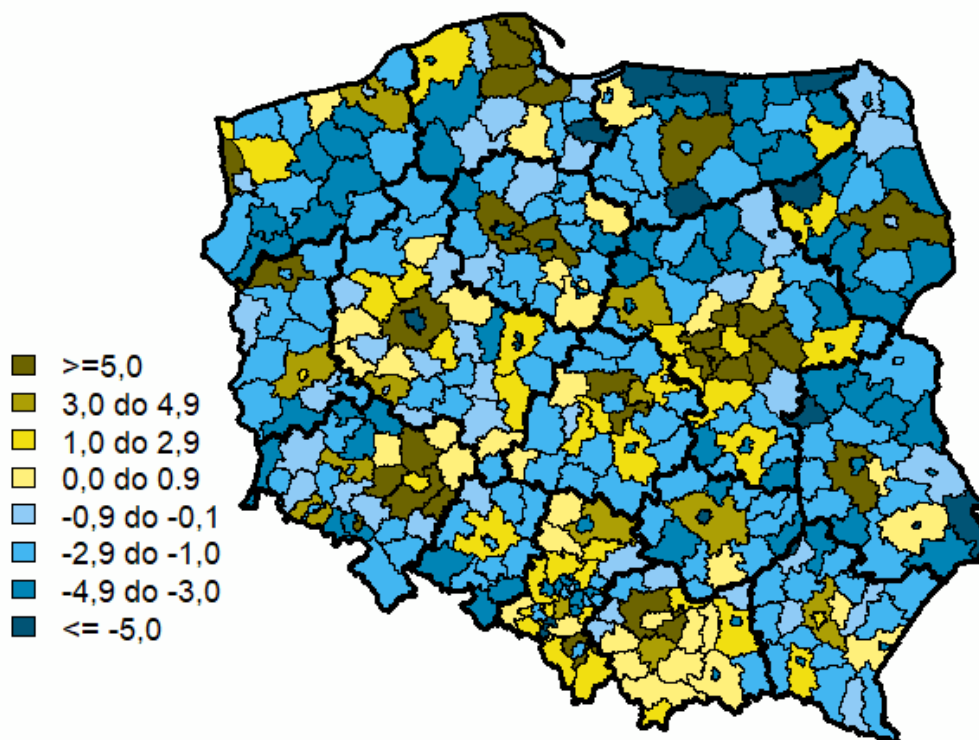 >=5,0
3,0 do 4,9
1,0 do 2,9
0,0 do 0.9
-0,9 do -0,1
-2,9 do -1,0
-4,9 do -3,0
<= -5,0